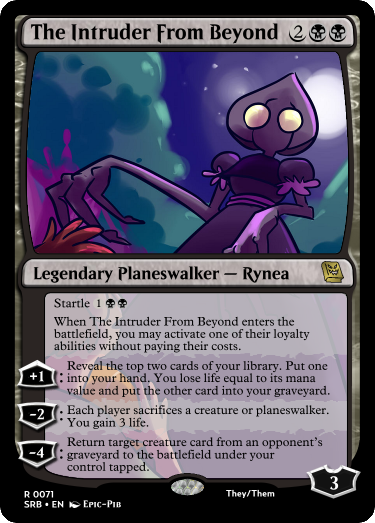 The Intruder From Beyond 2
Legendary Planeswalker — Rynea
Startle 1
When The Intruder From Beyond enters the
battlefield, you may activate one of their loyalty
abilities without paying their costs.
+1: Reveal the top two cards of your library. Put one
into your hand. You lose life equal to its mana
value and put the other card into your graveyard.
-2: Each player sacrifices a creature or planeswalker.
You gain 3 life.
-4: Return target creature card from an opponent's
graveyard to the battlefield under your
control tapped.
3
R 0071
SRB • EN Epic-Pib
They/Them